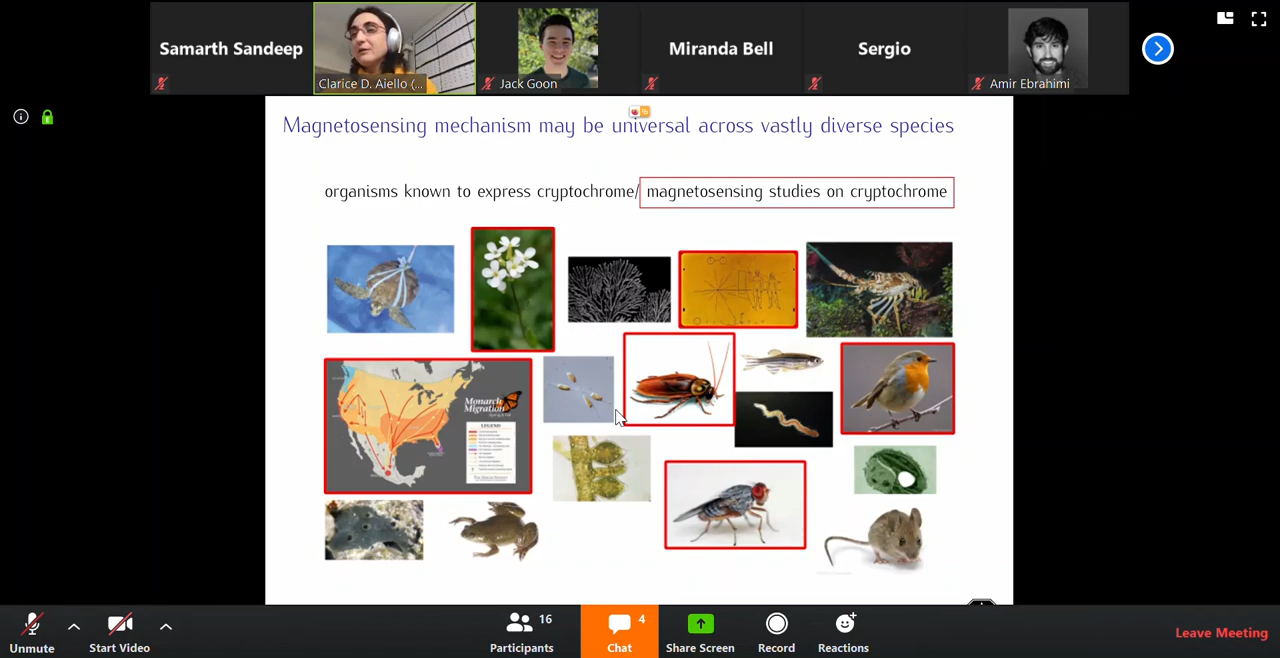 Samarth Sandeep
Clarice D. Aiello (...
Jack Goon
Miranda Bell
Sergio
Amir Ebrahimi
Magnetosensing mechanism may be universal across vastly diverse species
organisms known to express cryptochrome/ magnetosensing studies on cryptochrome
Monarch
Migration
LEGEND
Unmute
Start Video
Participants
16
Chat
4
Share Screen
Record
Reactions
Leave Meeting